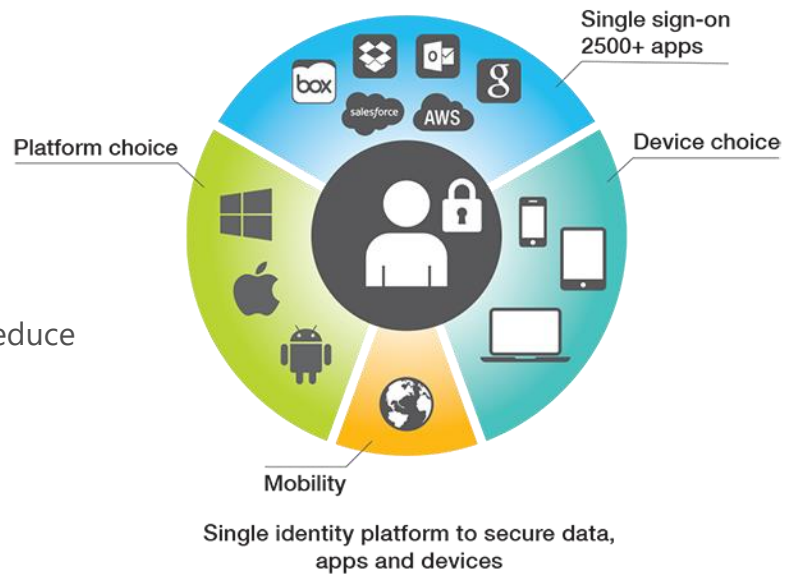 Single sign-on
2500+ apps
box
salesforce
AWS
Platform choice
Device choice
educe
Mobility
Single identity platform to secure data,
apps and devices